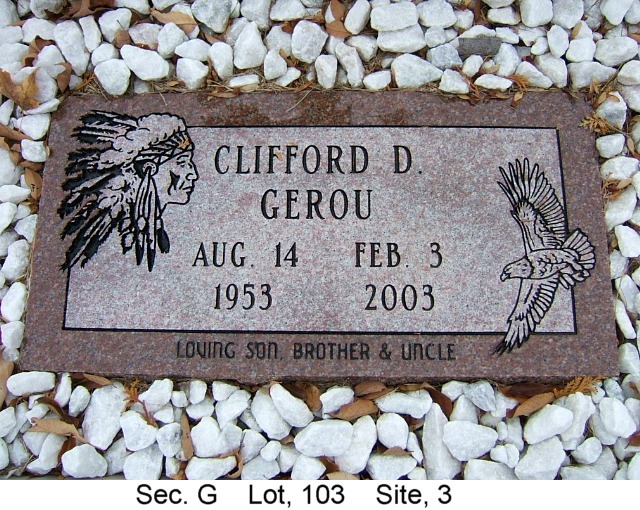 CLIFFORD D.
GEROU
AUG. 14 FEB. 3
1953 2003
LOVING SON, BROTHER & UNCLE
Sec. G Lot, 103 Site, 3